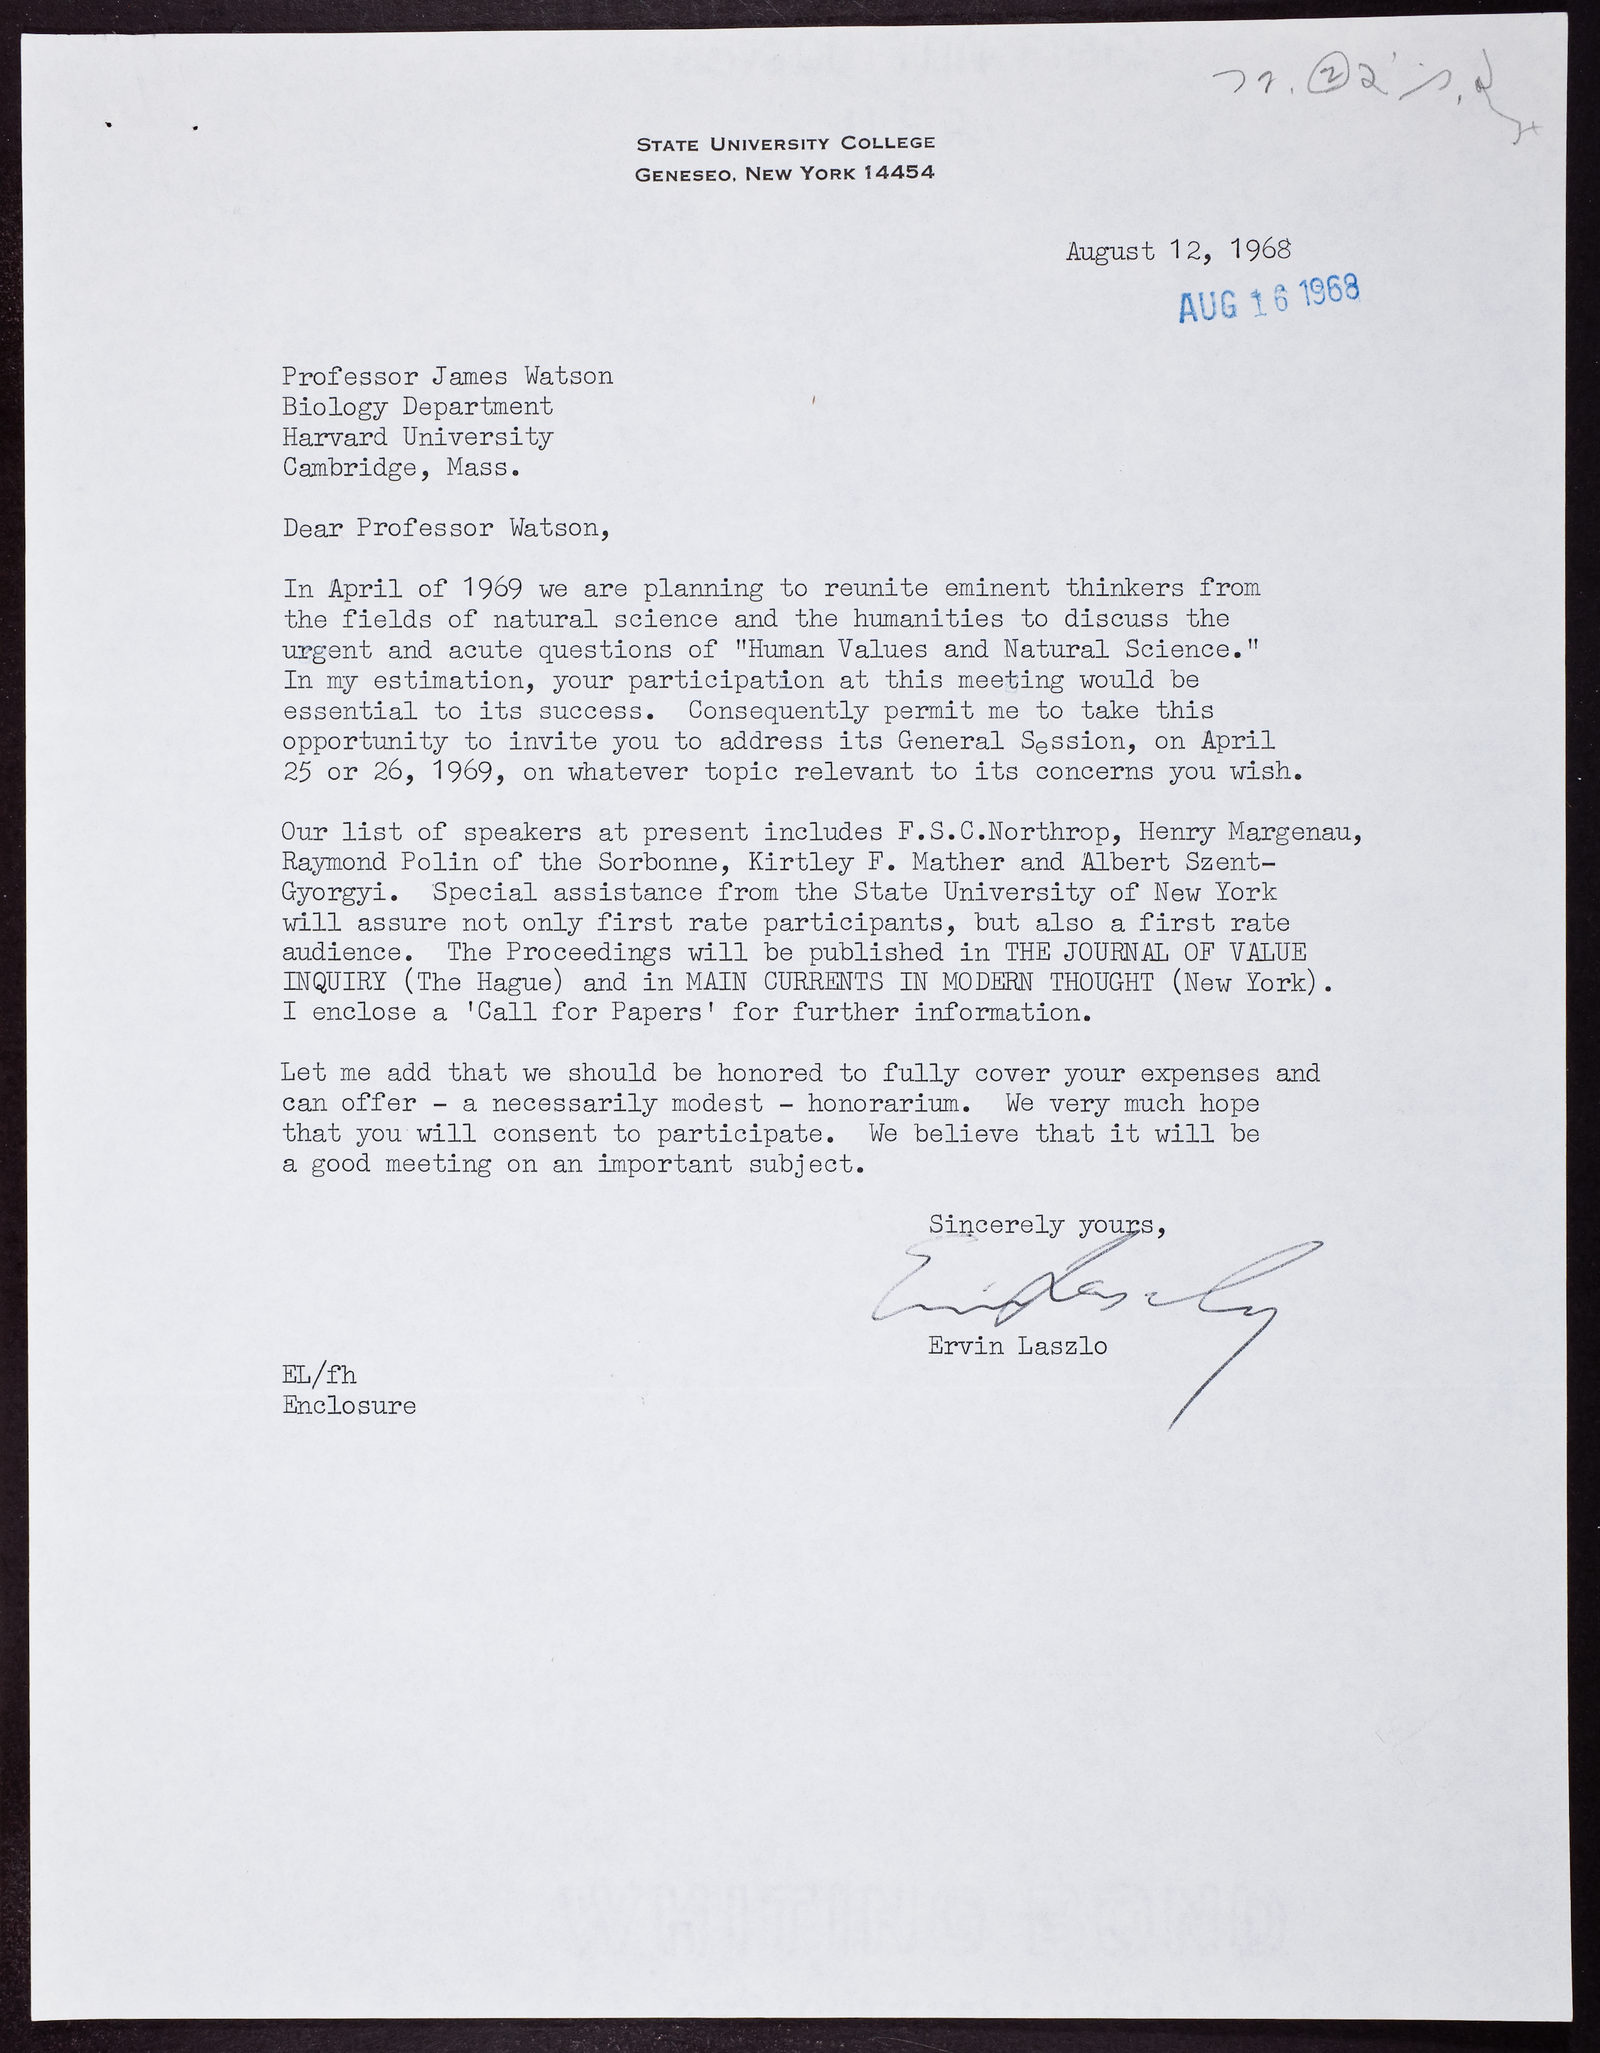 STATE UNIVERSITY COLLEGE
GENESEO, NEW YORK 14454
August 12, 1968
AUG 16 1968
Professor James Watson
Biology Department
Harvard University
Cambridge, Mass.
Dear Professor Watson,
In April of 1969 we are planning to reunite eminent thinkers from
the fields of natural science and the humanities to discuss the
urgent and acute questions of "Human Values and Natural Science."
In my estimation, your participation at this meeting would be
essential to its success. Consequently permit me to take this
opportunity to invite you to address its General Session, on April
25 or 26, 1969, on whatever topic relevant to its concerns you wish.
Our list of speakers at present includes F.S.C.Northrop, Henry Margenau,
Raymond Polin of the Sorbonne, Kirtley F. Mather and Albert Szent-
Gyorgyi. Special assistance from the State University of New York
will assure not only first rate participants, but also a first rate
audience. The Proceedings will be published in THE JOURNAL OF VALUE
INQUIRY (The Hague) and in MAIN CURRENTS IN MODERN THOUGHT (New York).
I enclose a 'Call for Papers' for further information.
Let me add that we should be honored to fully cover your expenses and
can offer - a necessarily modest - honorarium. We very much hope
that you will consent to participate. We believe that it will be
a good meeting on an important subject.
Sincerely yours,
Ervin Laszlo
Ervin Laszlo
EL/fh
Enclosure